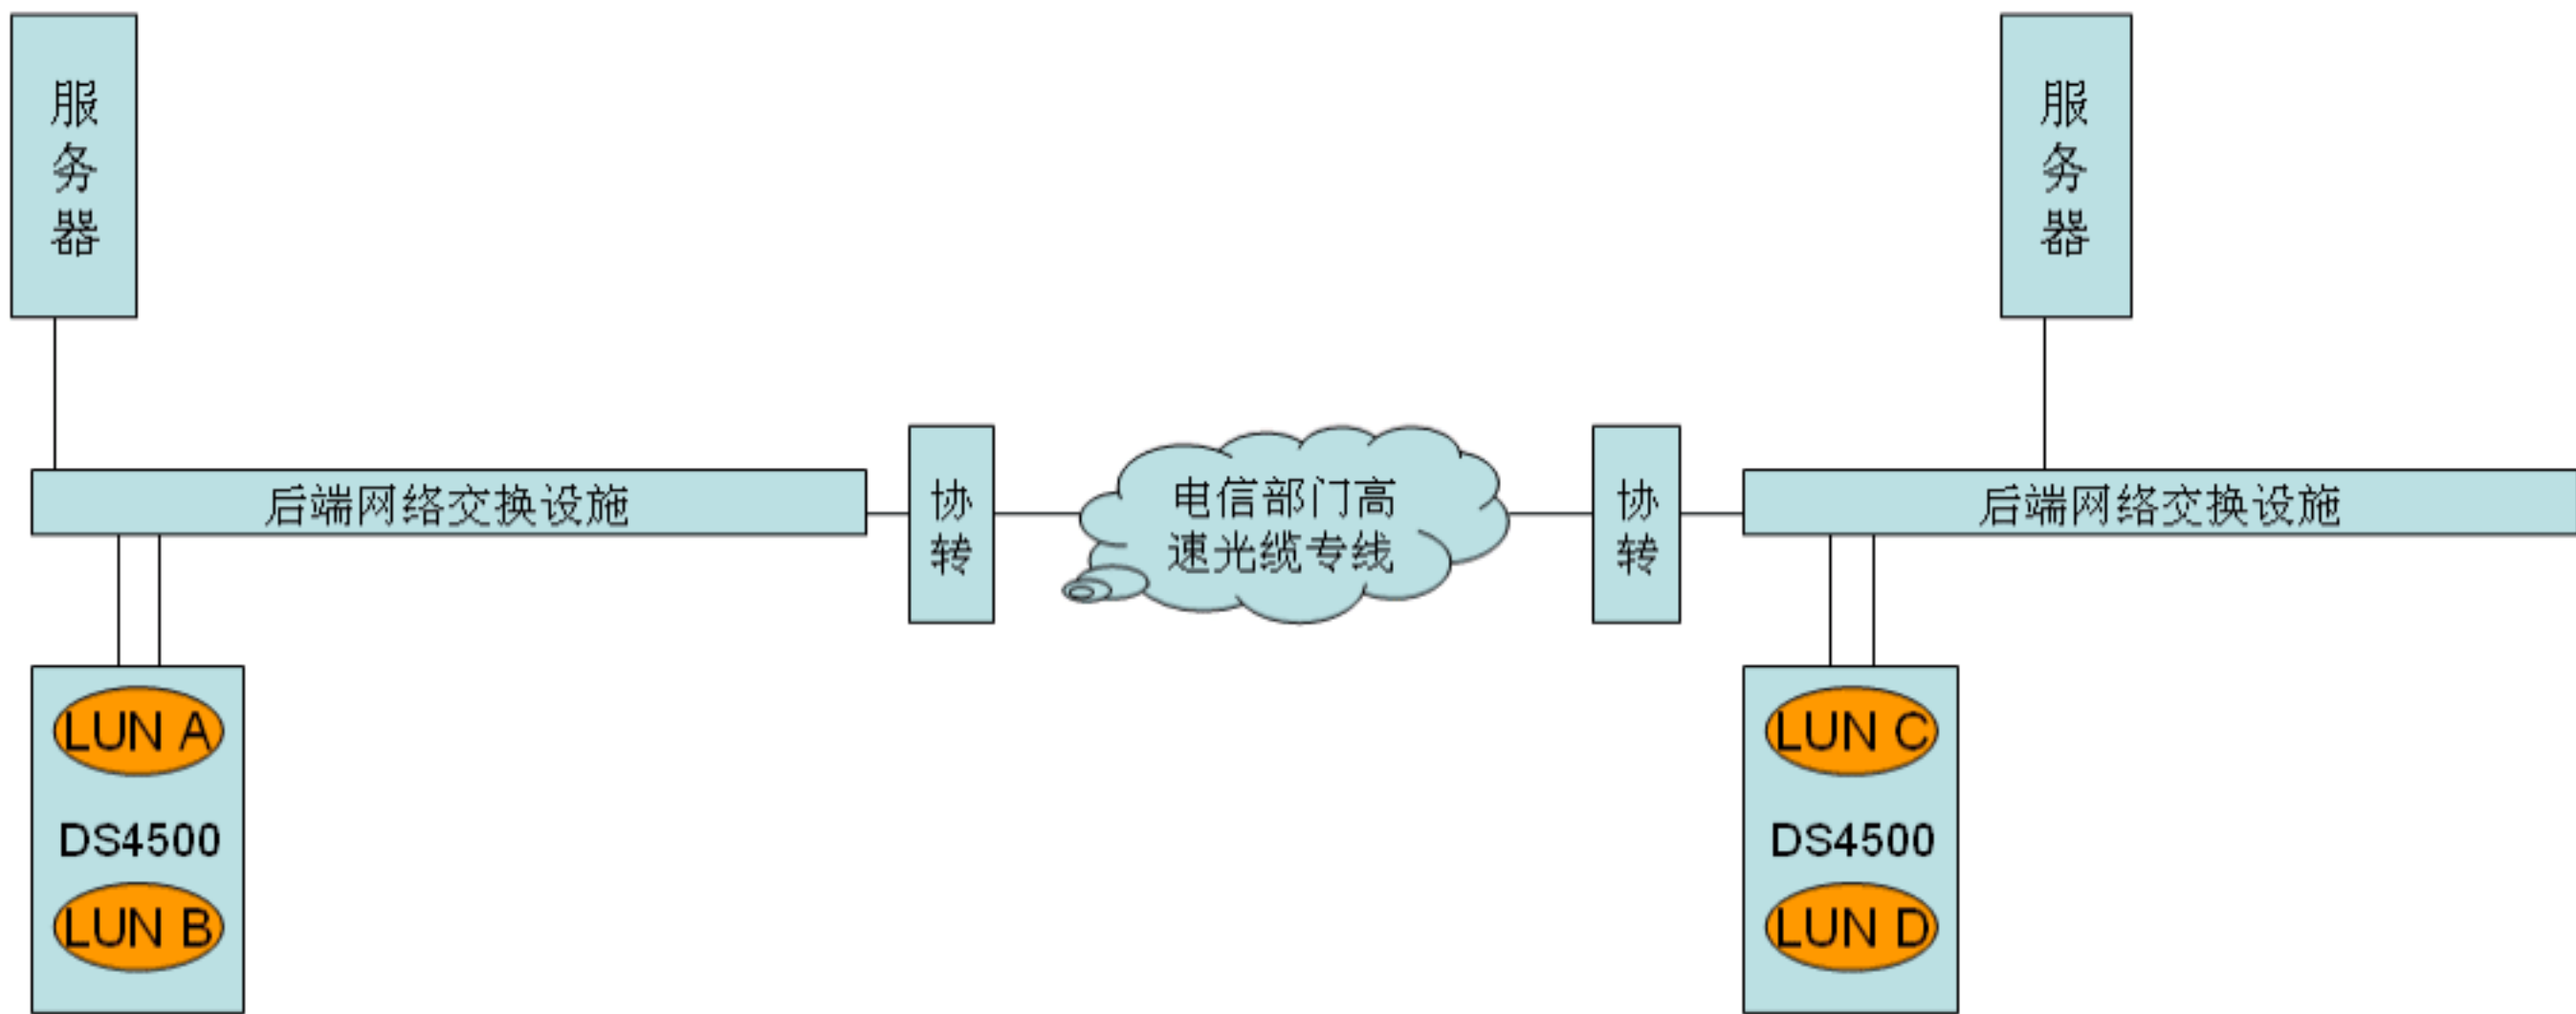 服务器
服务器
后端网络交换设施
协转
电信部门高
速光缆专线
协转
后端网络交换设施
LUN A
DS4500
LUN B
LUN C
DS4500
LUN D